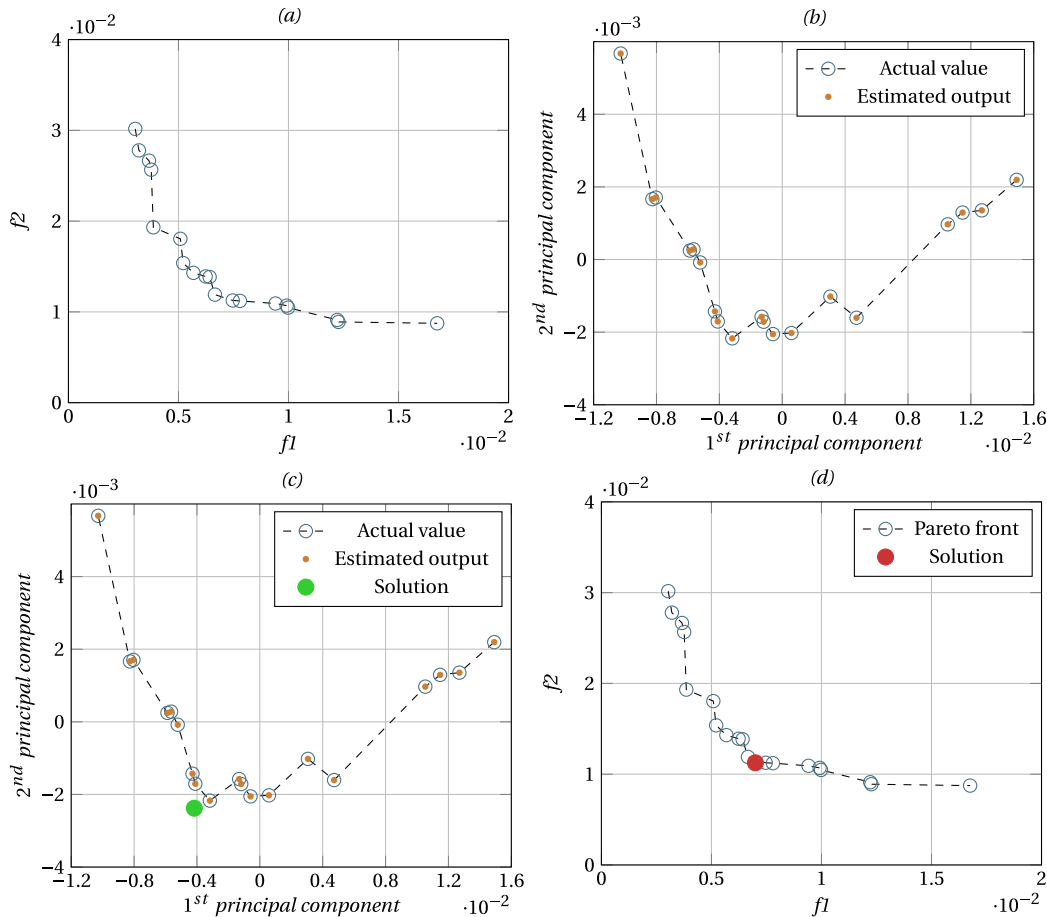 (a)
·10⁻²
4
3
2
1
0
f2
0
0.5
1
1.5
2
f1
·10⁻²
(b)
·10⁻³
Actual value
Estimated output
4
2
0
−2
−4
2ⁿᵈ principal component
−1.2
−0.8
−0.4
0
0.4
0.8
1.2
1.6
1ˢᵗ principal component
·10⁻²
(c)
·10⁻³
Actual value
Estimated output
Solution
4
2
0
−2
−4
2ⁿᵈ principal component
−1.2
−0.8
−0.4
0
0.4
0.8
1.2
1.6
1ˢᵗ principal component
·10⁻²
(d)
·10⁻²
Pareto front
Solution
4
3
2
1
0
f2
0
0.5
1
1.5
2
f1
·10⁻²